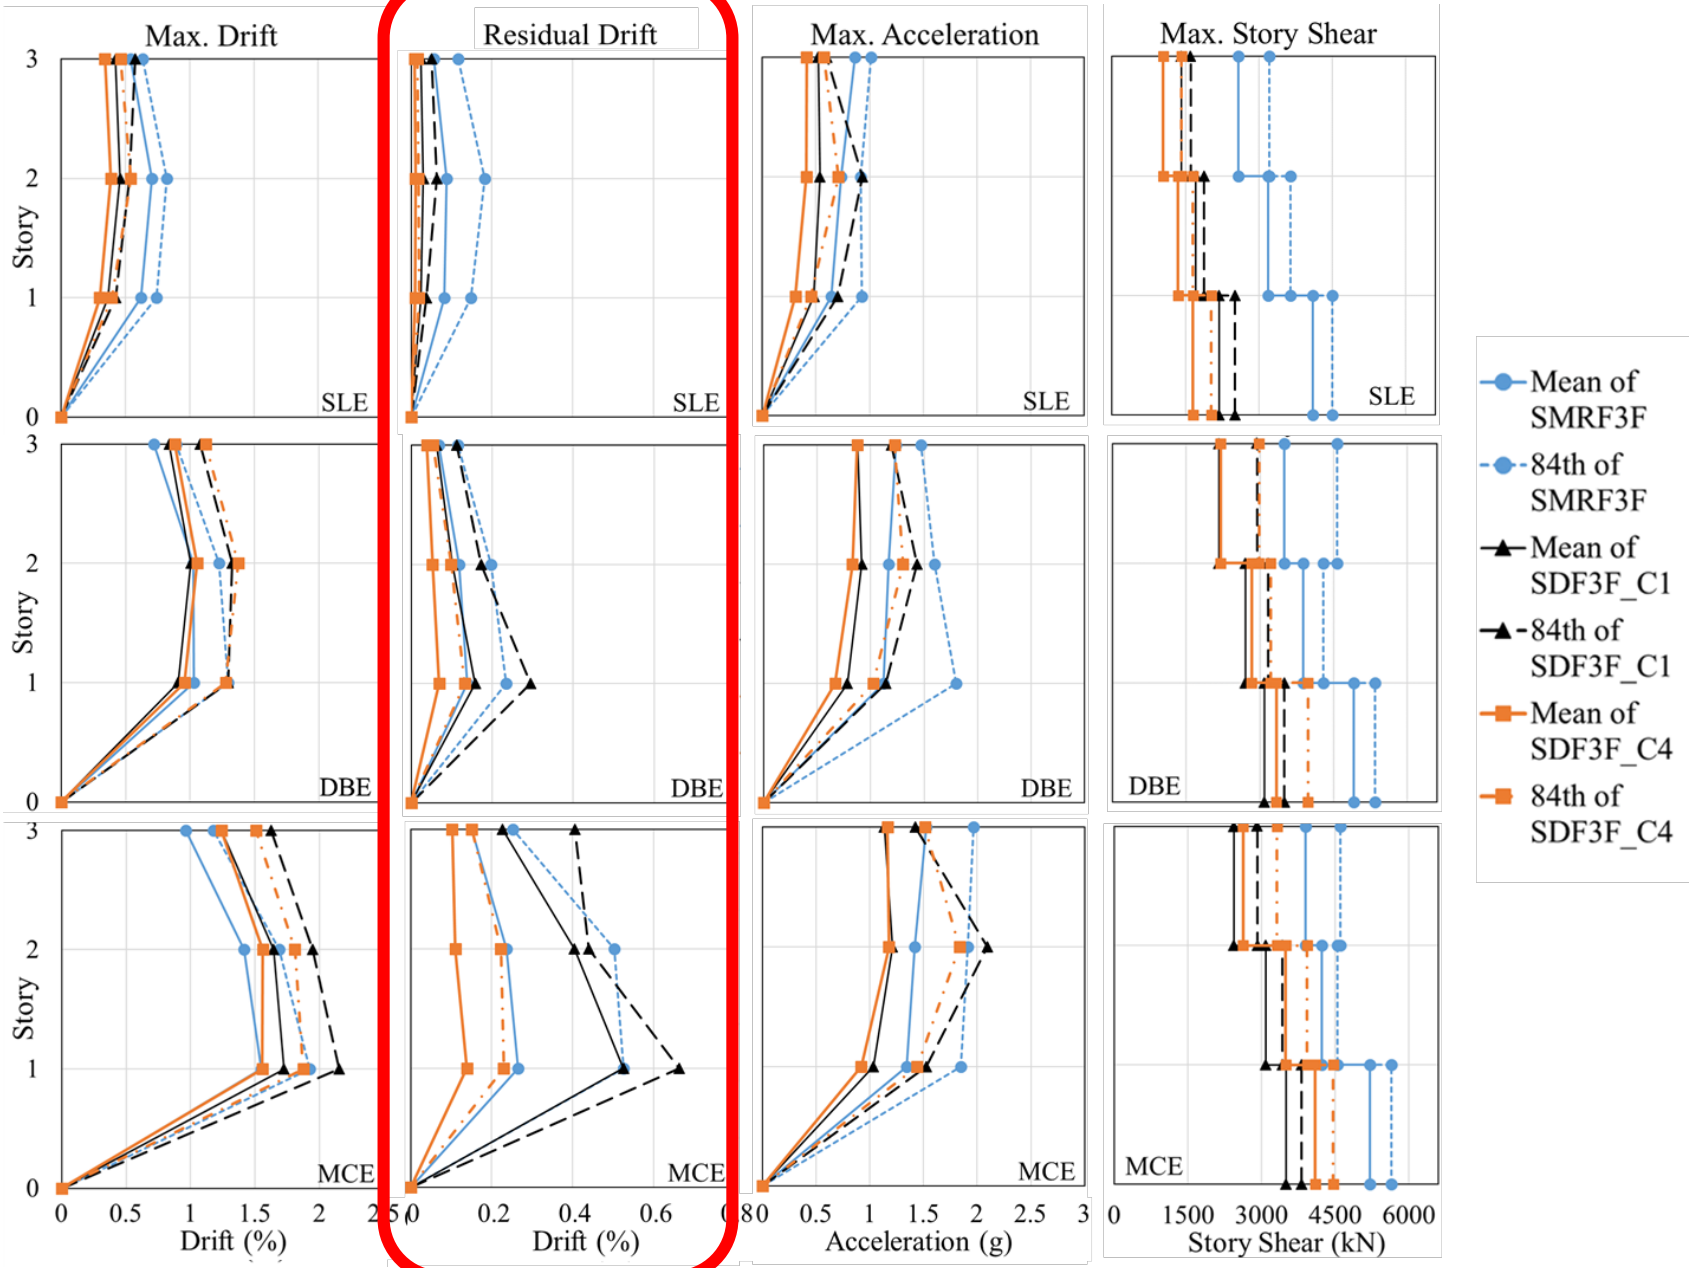 Max. Drift
Residual Drift
Max. Acceleration
Max. Story Shear
3
2
1
0
Story
SLE
SLE
SLE
SLE
3
2
1
0
Story
DBE
DBE
DBE
DBE
3
2
1
0
Story
MCE
MCE
MCE
MCE
0 0.5 1 1.5 2 2.5
Drift (%)
0 0.2 0.4 0.6 0.8
Drift (%)
0 0.5 1 1.5 2 2.5 3
Acceleration (g)
0 1500 3000 4500 6000
Story Shear (kN)
Mean of
SMRF3F
84th of
SMRF3F
Mean of
SDF3F_C1
84th of
SDF3F_C1
Mean of
SDF3F_C4
84th of
SDF3F_C4